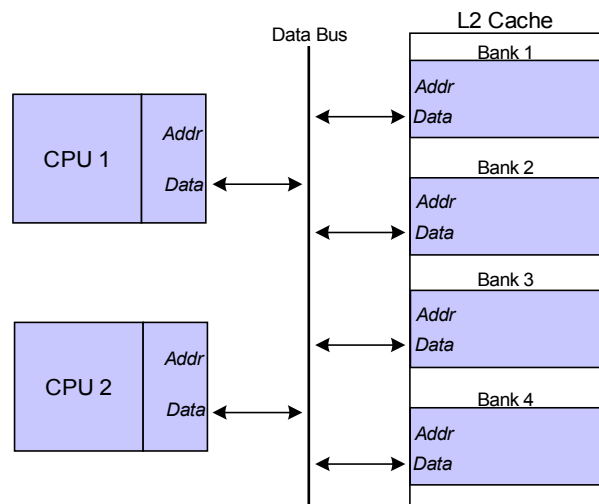 L2 Cache
Data Bus
Bank 1
Addr
Data
CPU 1
Addr
Data
Bank 2
Addr
Data
Bank 3
Addr
Data
CPU 2
Addr
Data
Bank 4
Addr
Data